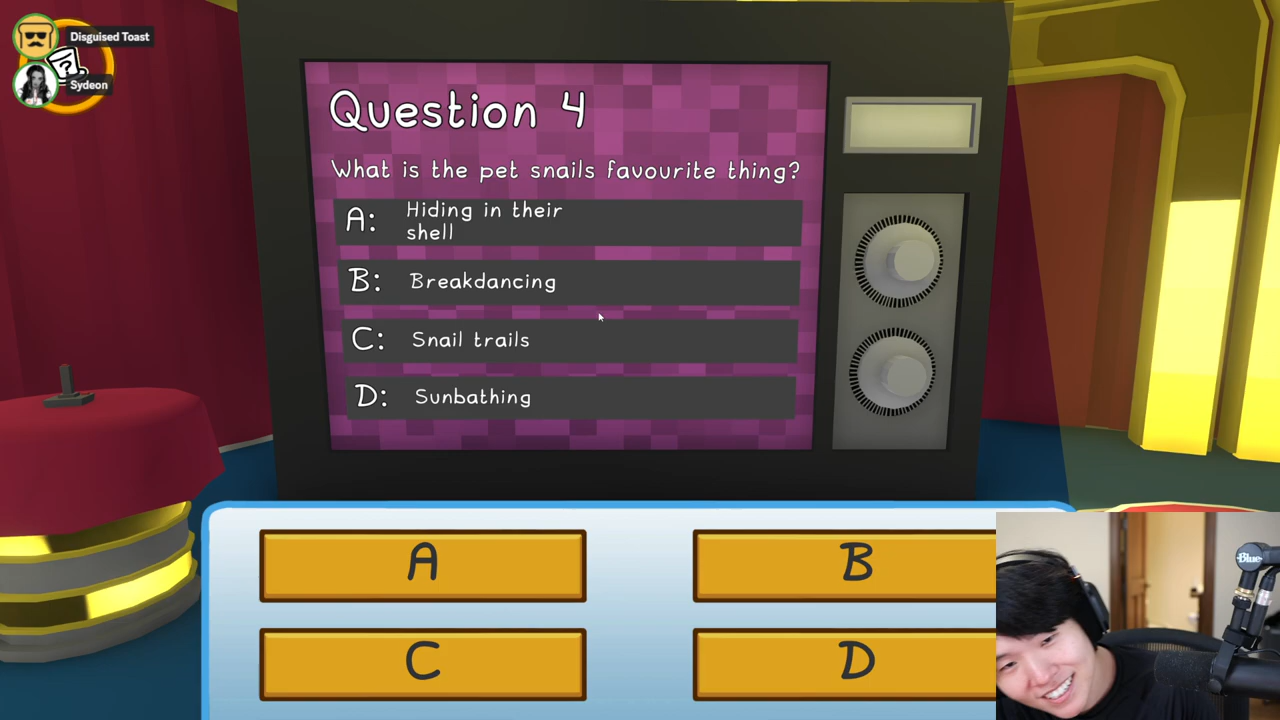 Disguised Toast
?
Sydeon
Question 4
What is the pet snails favourite thing?
A: Hiding in their
shell
B: Breakdancing
C: Snail trails
D: Sunbathing
A
B
C
D
Blue